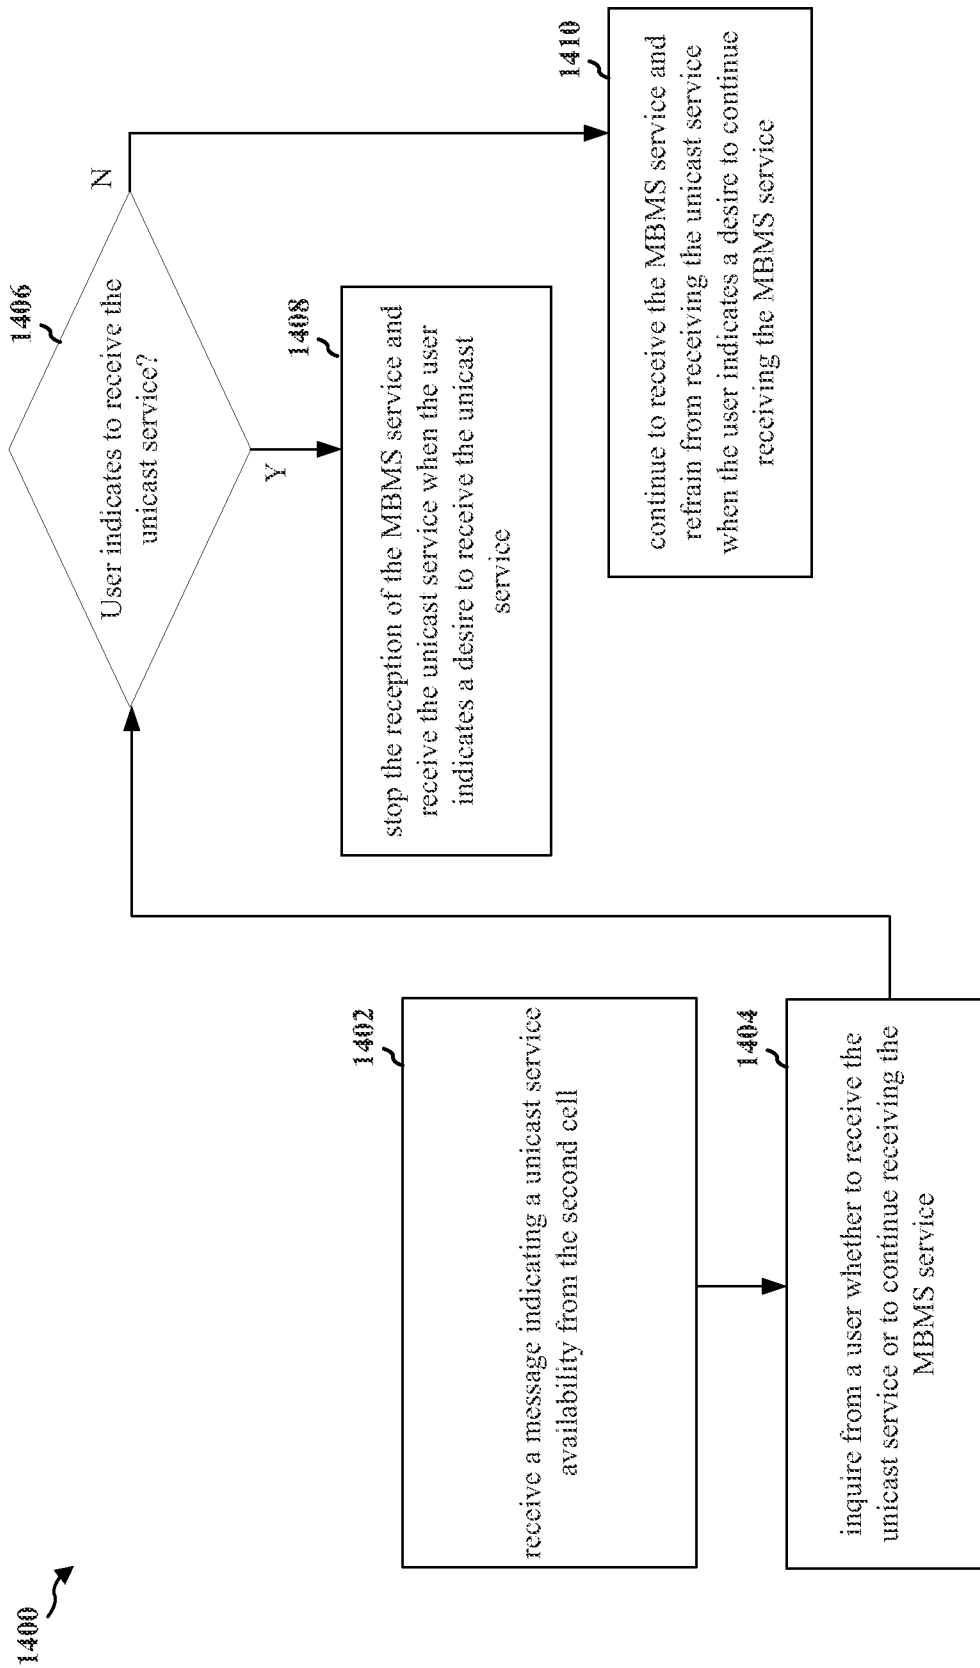 1400
1402
receive a message indicating a unicast service
availability from the second cell
1404
inquire from a user whether to receive the
unicast service or to continue receiving the
MBMS service
1406
User indicates to receive the
unicast service?
Y
N
1408
stop the reception of the MBMS service and
receive the unicast service when the user
indicates a desire to receive the unicast
service
1410
continue to receive the MBMS service and
refrain from receiving the unicast service
when the user indicates a desire to continue
receiving the MBMS service